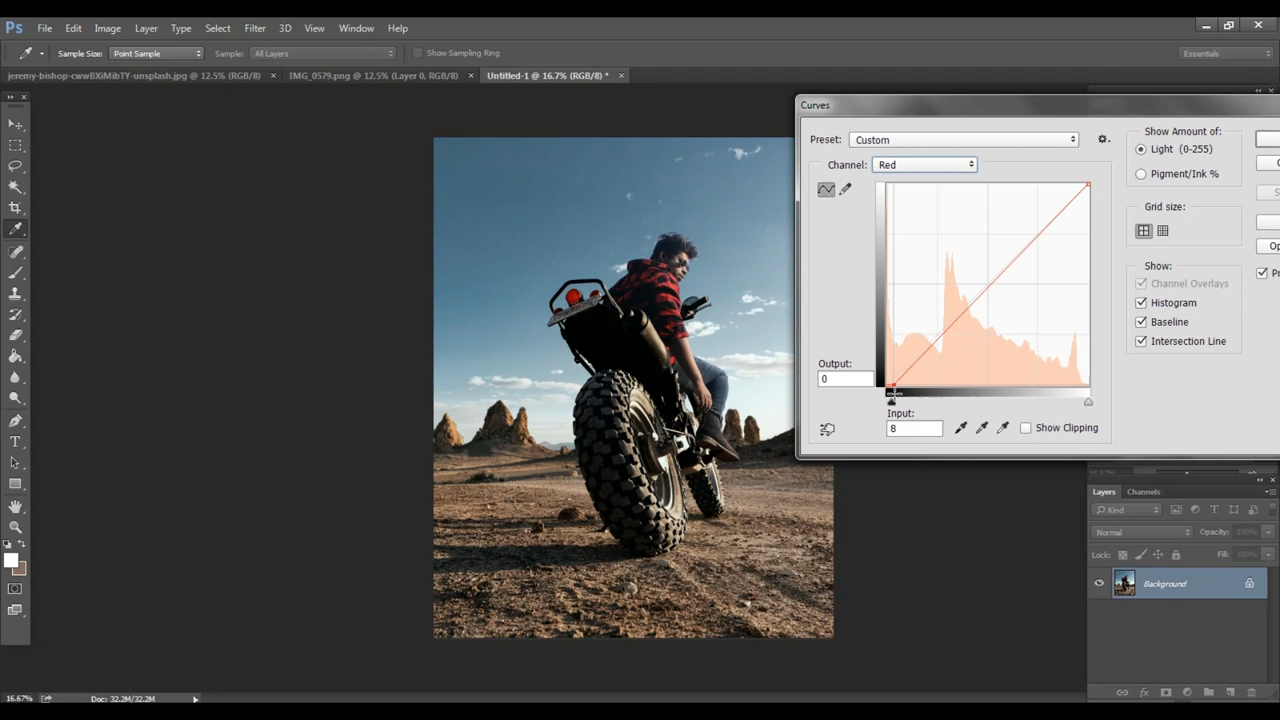 Ps File Edit Image Layer Type Select Filter 3D View Window Help
Sample Size: Point Sample Sample: All Layers Show Sampling Ring Essentials
jeremy-bishop-cwwBXiMibTY-unsplash.jpg @ 12.5% (RGB/8) × IMG_0579.png @ 12.5% (Layer 0, RGB/8) × Untitled-1 @ 16.7% (RGB/8) * ×
Curves
Preset: Custom
Channel: Red
Output:
0
Input:
8
Show Clipping
Show Amount of:
Light (0-255)
Pigment/Ink %
Grid size:
Show:
Channel Overlays
Histogram
Baseline
Intersection Line
Layers Channels
Kind
Normal Opacity: 100%
Lock: Fill: 100%
Background
16.67% Doc: 32.2M/32.2M